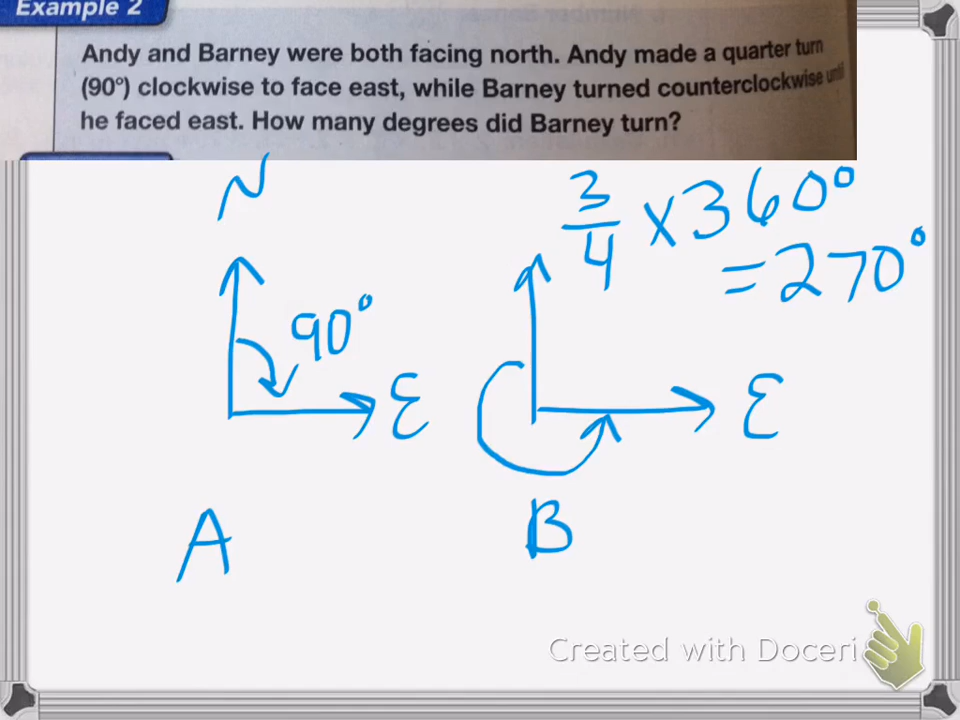 Example 2
Andy and Barney were both facing north. Andy made a quarter turn
(90°) clockwise to face east, while Barney turned counterclockwise until
he faced east. How many degrees did Barney turn?
N
3/4 × 360°
= 270°
90°
E
E
A
B
Created with Doceri